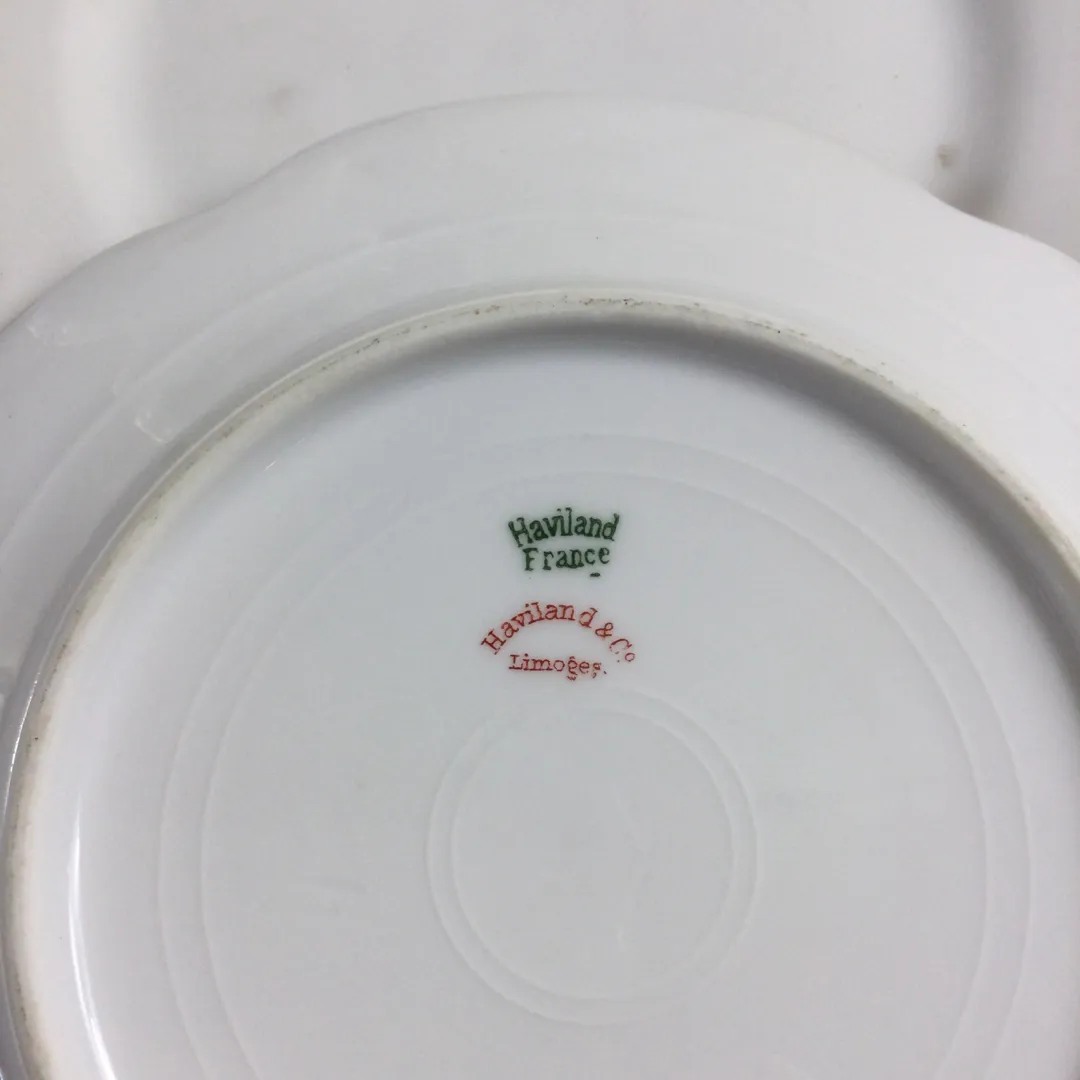 Haviland
France
Haviland & Co
Limoges.